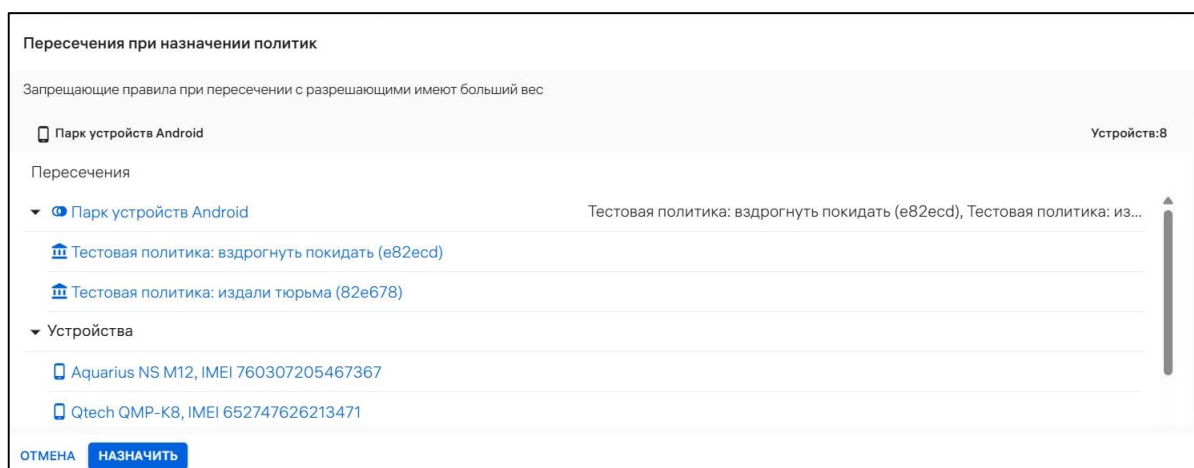 Пересечения при назначении политик
Запрещающие правила при пересечении с разрешающими имеют больший вес
Парк устройств Android Устройств:8
Пересечения
Парк устройств Android Тестовая политика: вздрогнуть покидать (e82ecd), Тестовая политика: из...
Тестовая политика: вздрогнуть покидать (e82ecd)
Тестовая политика: издали тюрьма (82e678)
Устройства
Aquarius NS M12, IMEI 760307205467367
Qtech QMP-K8, IMEI 652747626213471
ОТМЕНА НАЗНАЧИТЬ